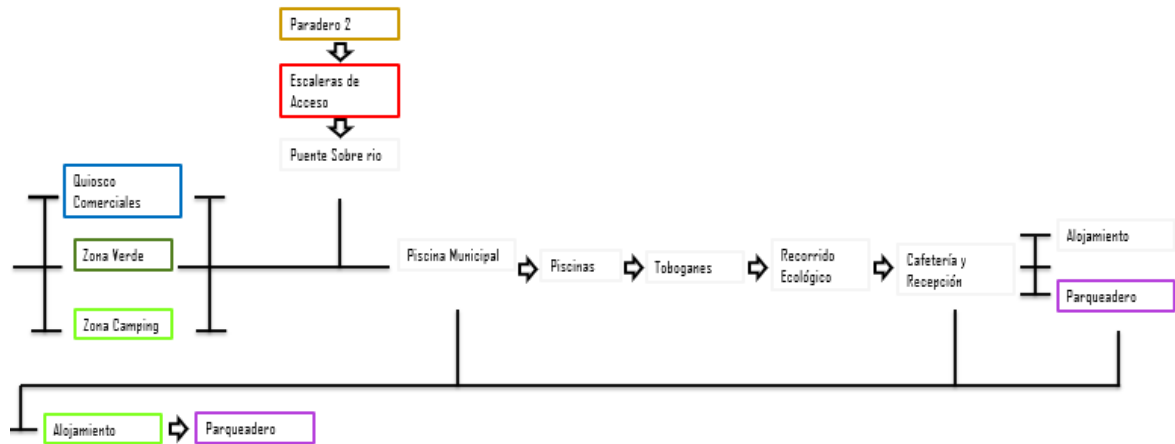 Paradero 2
Escaleras de
Acceso
Puente Sobre rio
Quiosco
Comerciales
Zona Verde
Zona Camping
Piscina Municipal
Piscinas
Toboganes
Recorrido
Ecológico
Cafetería y
Recepción
Alojamiento
Parqueadero
Alojamiento
Parqueadero